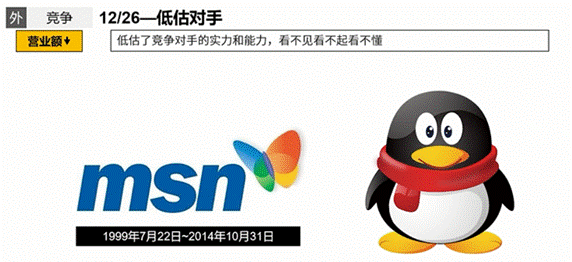 外 竞争 12/26—低估对手
营业额 低估了竞争对手的实力和能力，看不见看不起看不懂
msn
1999年7月22日~2014年10月31日